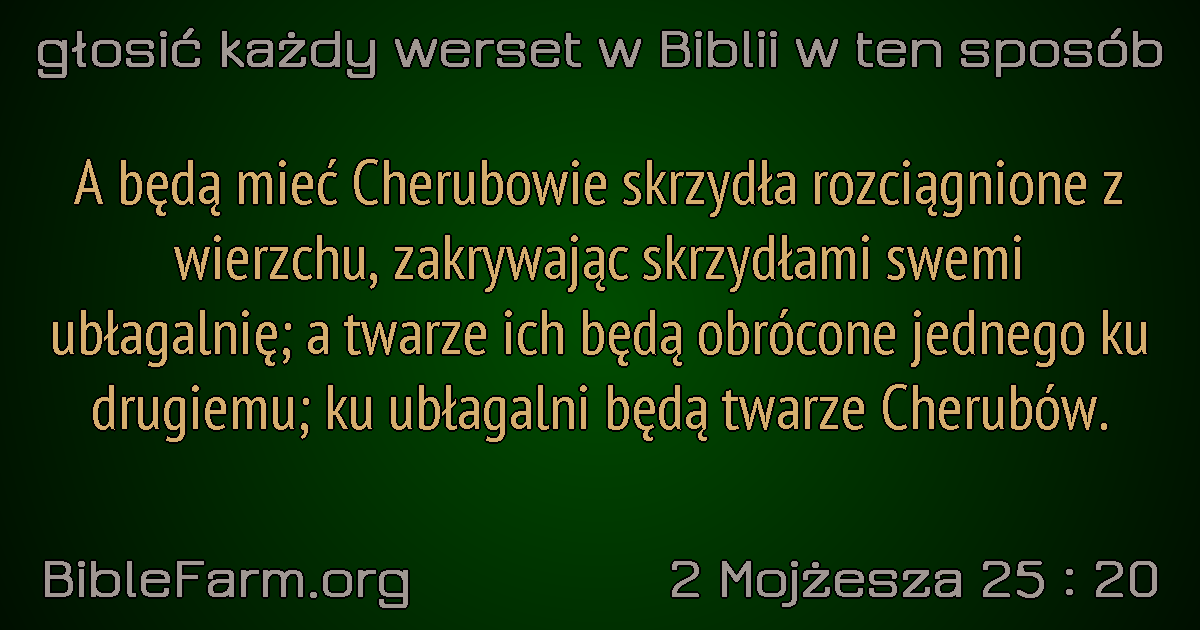 głosić każdy werset w Biblii w ten sposób
A będą mieć Cherubowie skrzydła rozciągnione z
wierzchu, zakrywając skrzydłami swemi
ubłagalnię; a twarze ich będą obrócone jednego ku
drugiemu; ku ubłagalni będą twarze Cherubów.
BibleFarm.org
2 Mojżesza 25 : 20